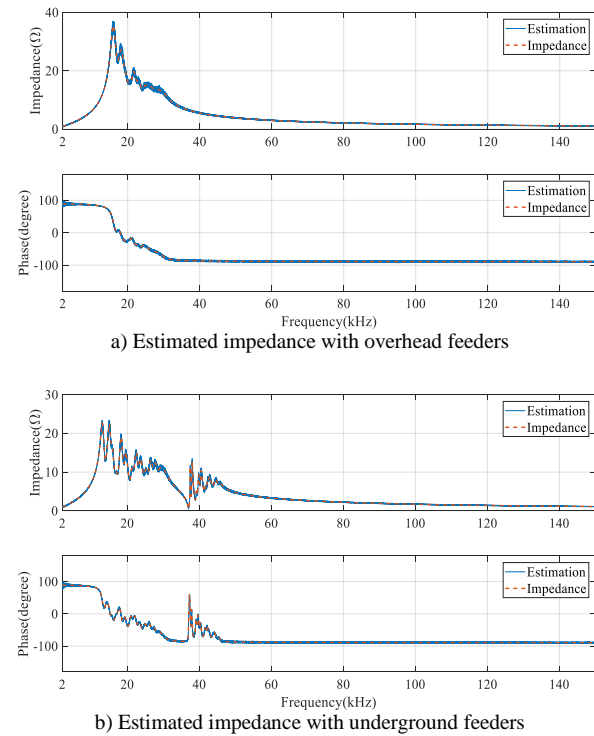 40
20
0
Impedance(Ω)
Estimation
Impedance
2 20 40 60 80 100 120 140
100
0
-100
Phase(degree)
Estimation
Impedance
2 20 40 60 80 100 120 140
Frequency(kHz)
a) Estimated impedance with overhead feeders
30
20
10
0
Impedance(Ω)
Estimation
Impedance
2 20 40 60 80 100 120 140
100
0
-100
Phase(degree)
Estimation
Impedance
2 20 40 60 80 100 120 140
Frequency(kHz)
b) Estimated impedance with underground feeders